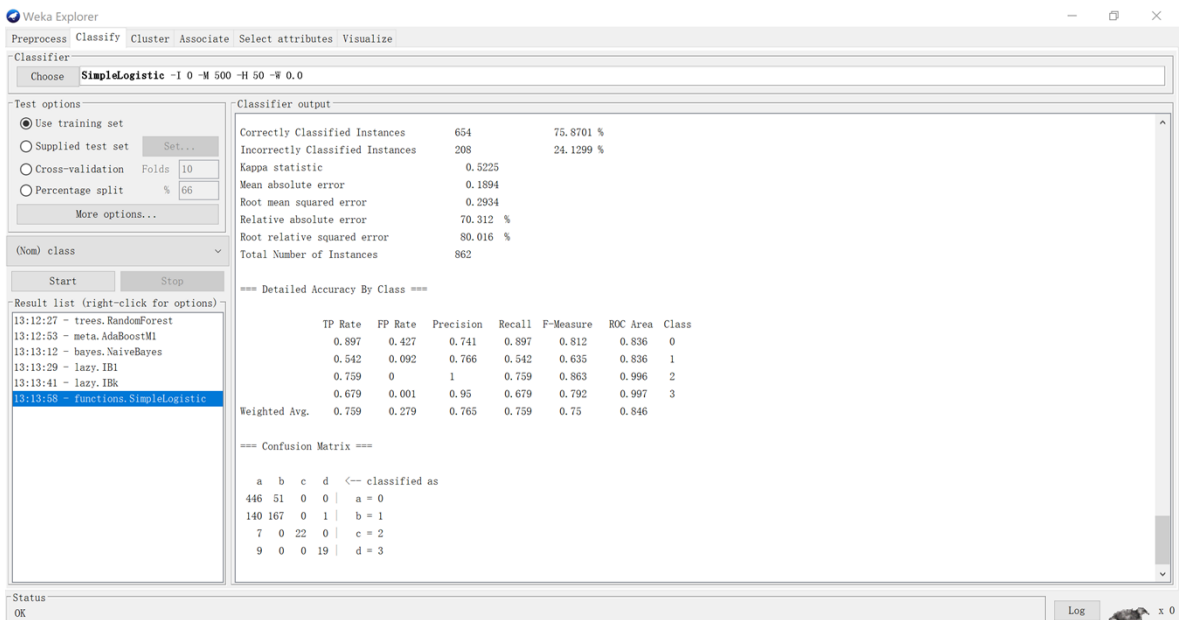 Weka Explorer
Preprocess Classify Cluster Associate Select attributes Visualize
Classifier
Choose SimpleLogistic -I 0 -M 500 -H 50 -W 0.0
Test options
Use training set
Supplied test set Set...
Cross-validation Folds 10
Percentage split % 66
More options...
(Nom) class
Start Stop
Result list (right-click for options)
13:12:27 - trees.RandomForest
13:12:53 - meta.AdaBoostM1
13:13:12 - bayes.NaiveBayes
13:13:29 - lazy.IB1
13:13:41 - lazy.IBk
13:13:58 - functions.SimpleLogistic
Classifier output
Correctly Classified Instances 654 75.8701 %
Incorrectly Classified Instances 208 24.1299 %
Kappa statistic 0.5225
Mean absolute error 0.1894
Root mean squared error 0.2934
Relative absolute error 70.312 %
Root relative squared error 80.016 %
Total Number of Instances 862
=== Detailed Accuracy By Class ===
TP Rate FP Rate Precision Recall F-Measure ROC Area Class
0.897 0.427 0.741 0.897 0.812 0.836 0
0.542 0.092 0.766 0.542 0.635 0.836 1
0.759 0 1 0.759 0.863 0.996 2
0.679 0.001 0.95 0.679 0.792 0.997 3
Weighted Avg. 0.759 0.279 0.765 0.759 0.75 0.846
=== Confusion Matrix ===
a b c d <-- classified as
446 51 0 0 | a = 0
140 167 0 1 | b = 1
7 0 22 0 | c = 2
9 0 0 19 | d = 3
Status
OK
Log x 0